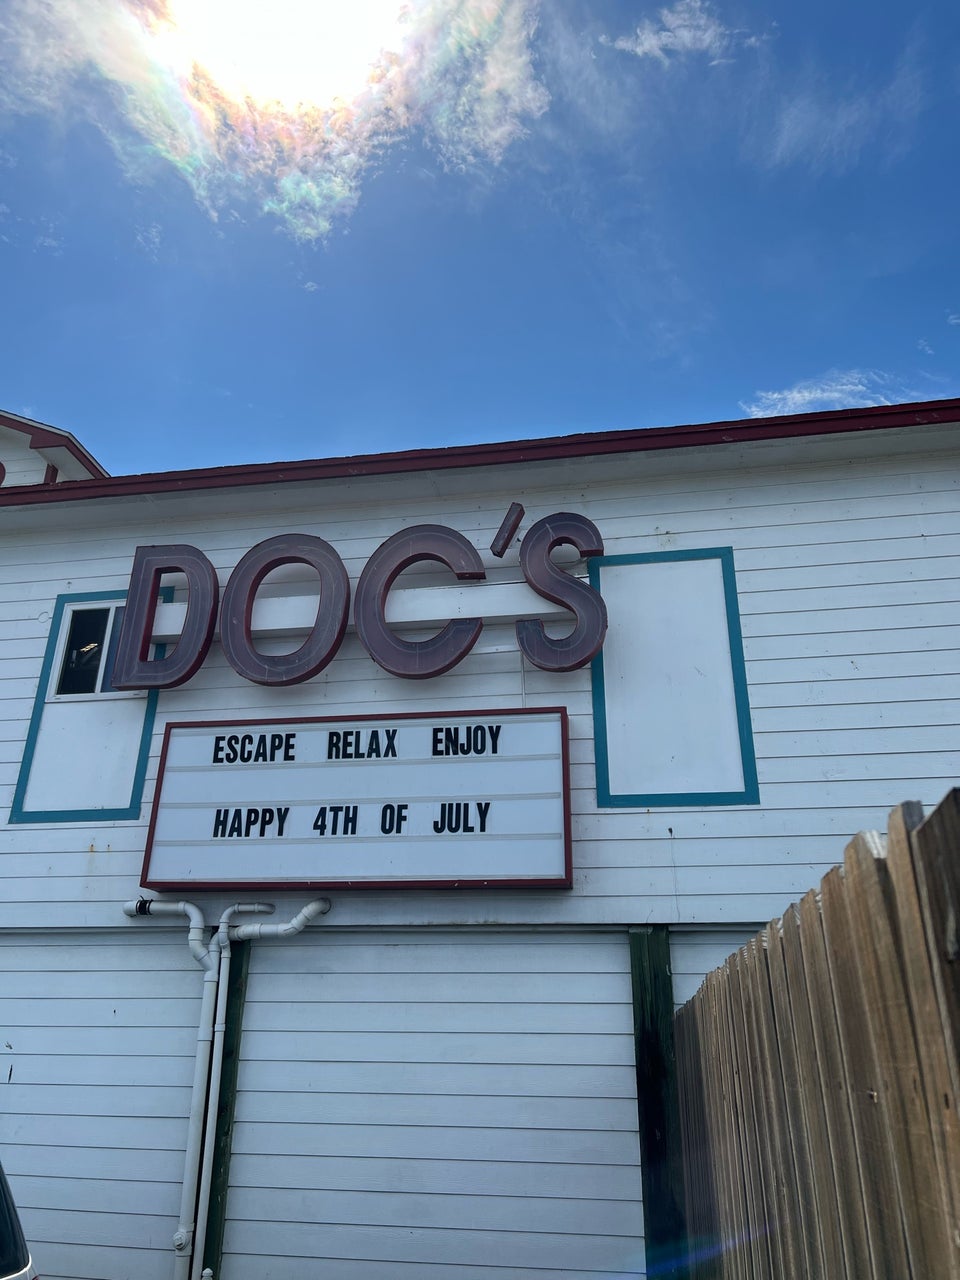 DOC'S
ESCAPE RELAX ENJOY
HAPPY 4TH OF JULY